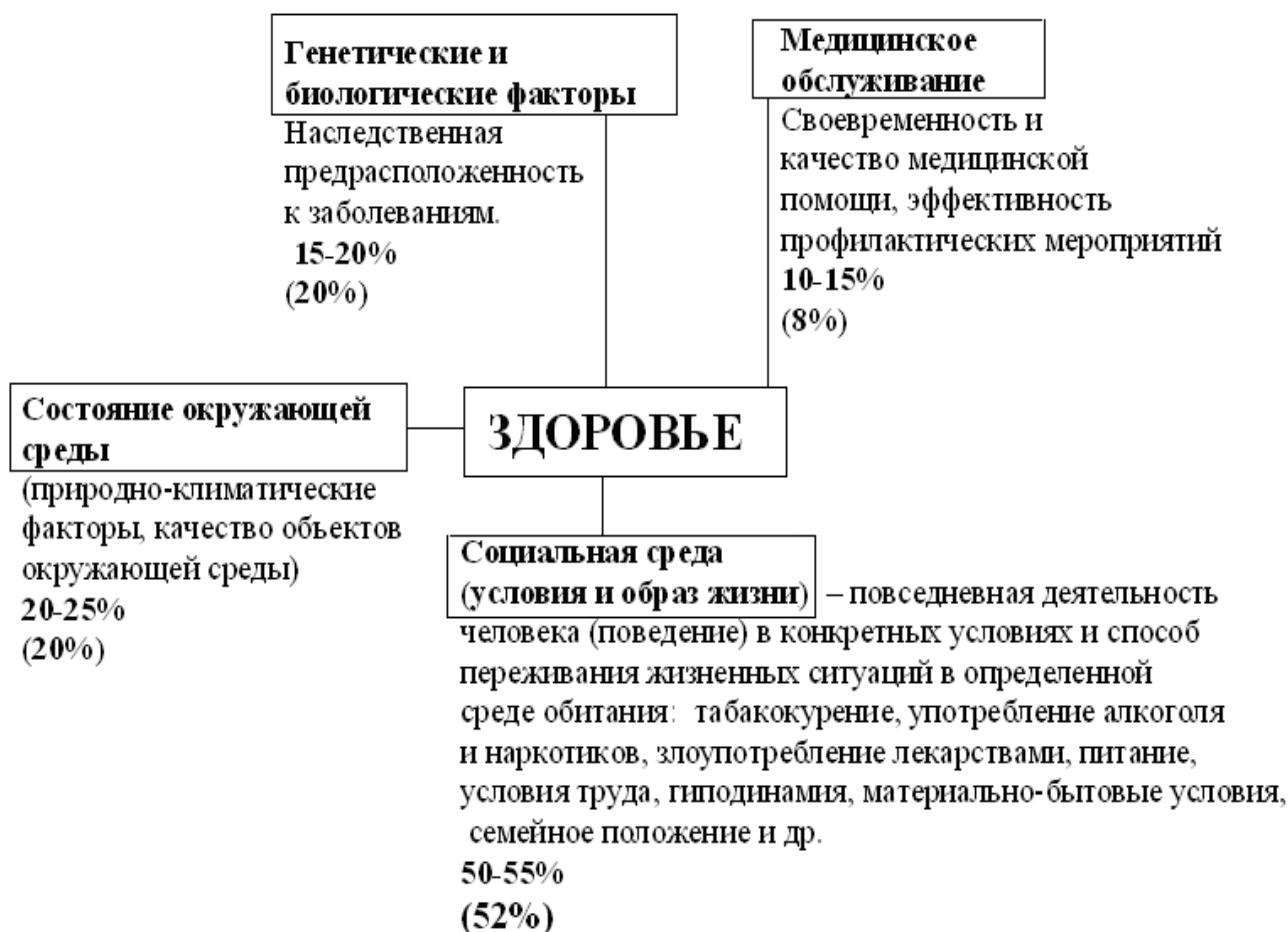 Генетические и
биологические факторы
Наследственная
предрасположенность
к заболеваниям.
15-20%
(20%)
Медицинское
обслуживание
Своевременность и
качество медицинской
помощи, эффективность
профилактических мероприятий
10-15%
(8%)
Состояние окружающей
среды
(природно-климатические
факторы, качество объектов
окружающей среды)
20-25%
(20%)
ЗДОРОВЬЕ
Социальная среда
(условия и образ жизни) – повседневная деятельность
человека (поведение) в конкретных условиях и способ
переживания жизненных ситуаций в определенной
среде обитания: табакокурение, употребление алкоголя
и наркотиков, злоупотребление лекарствами, питание,
условия труда, гиподинамия, материально-бытовые условия,
семейное положение и др.
50-55%
(52%)